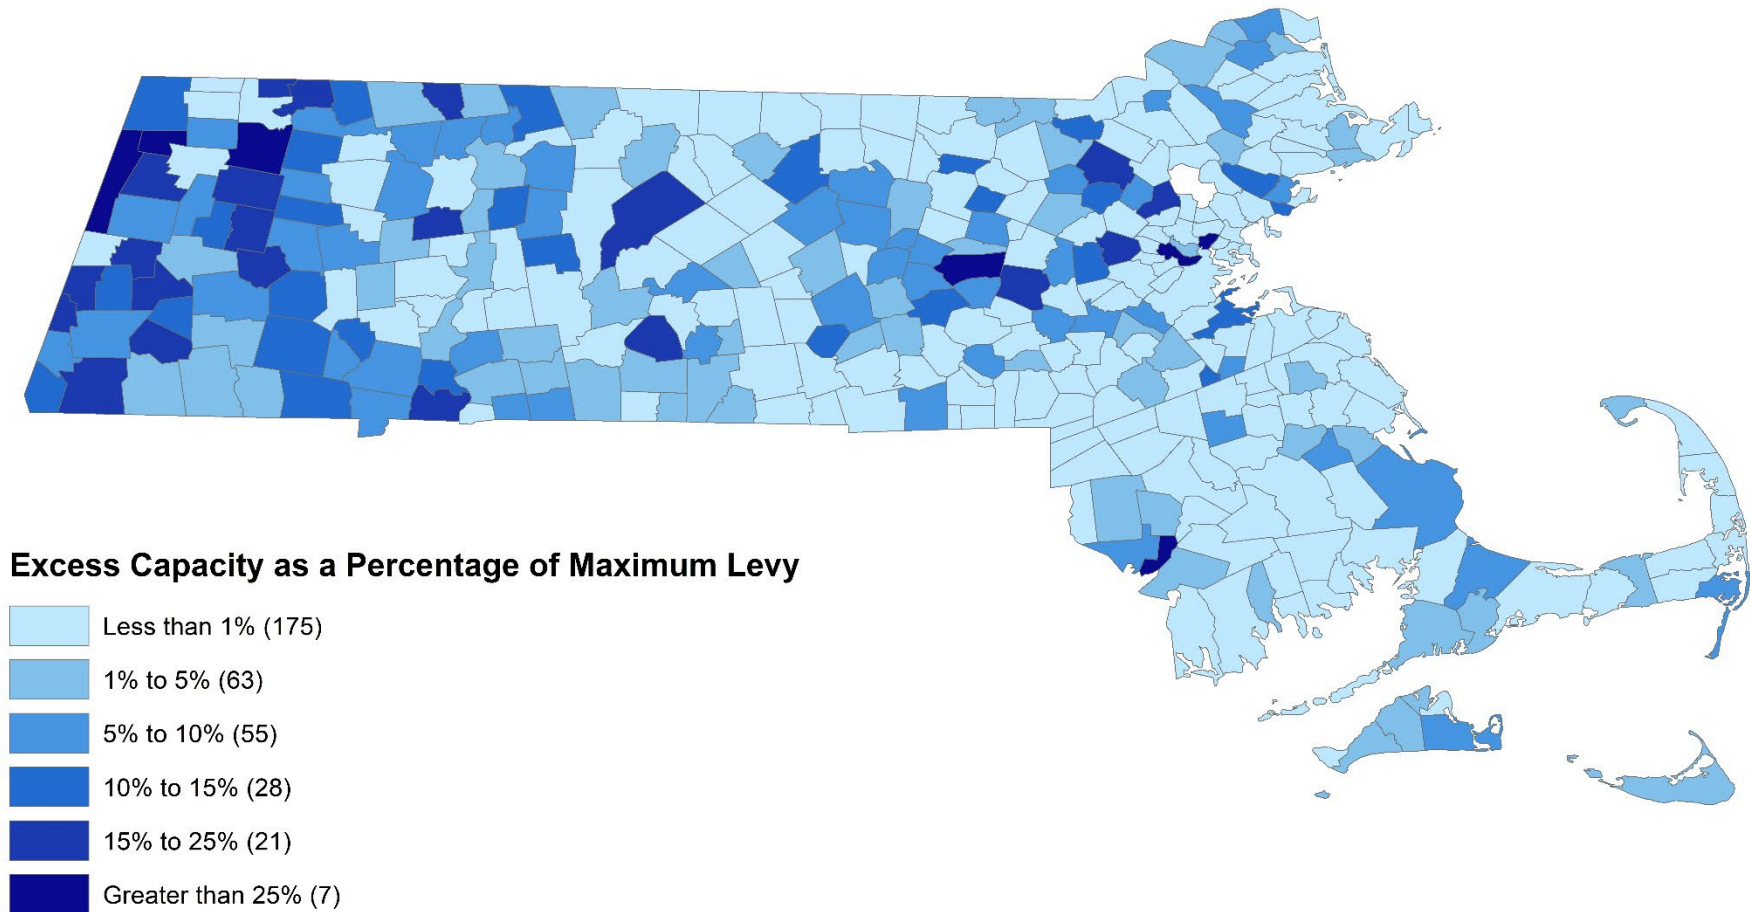 Excess Capacity as a Percentage of Maximum Levy
Less than 1% (175)
1% to 5% (63)
5% to 10% (55)
10% to 15% (28)
15% to 25% (21)
Greater than 25% (7)